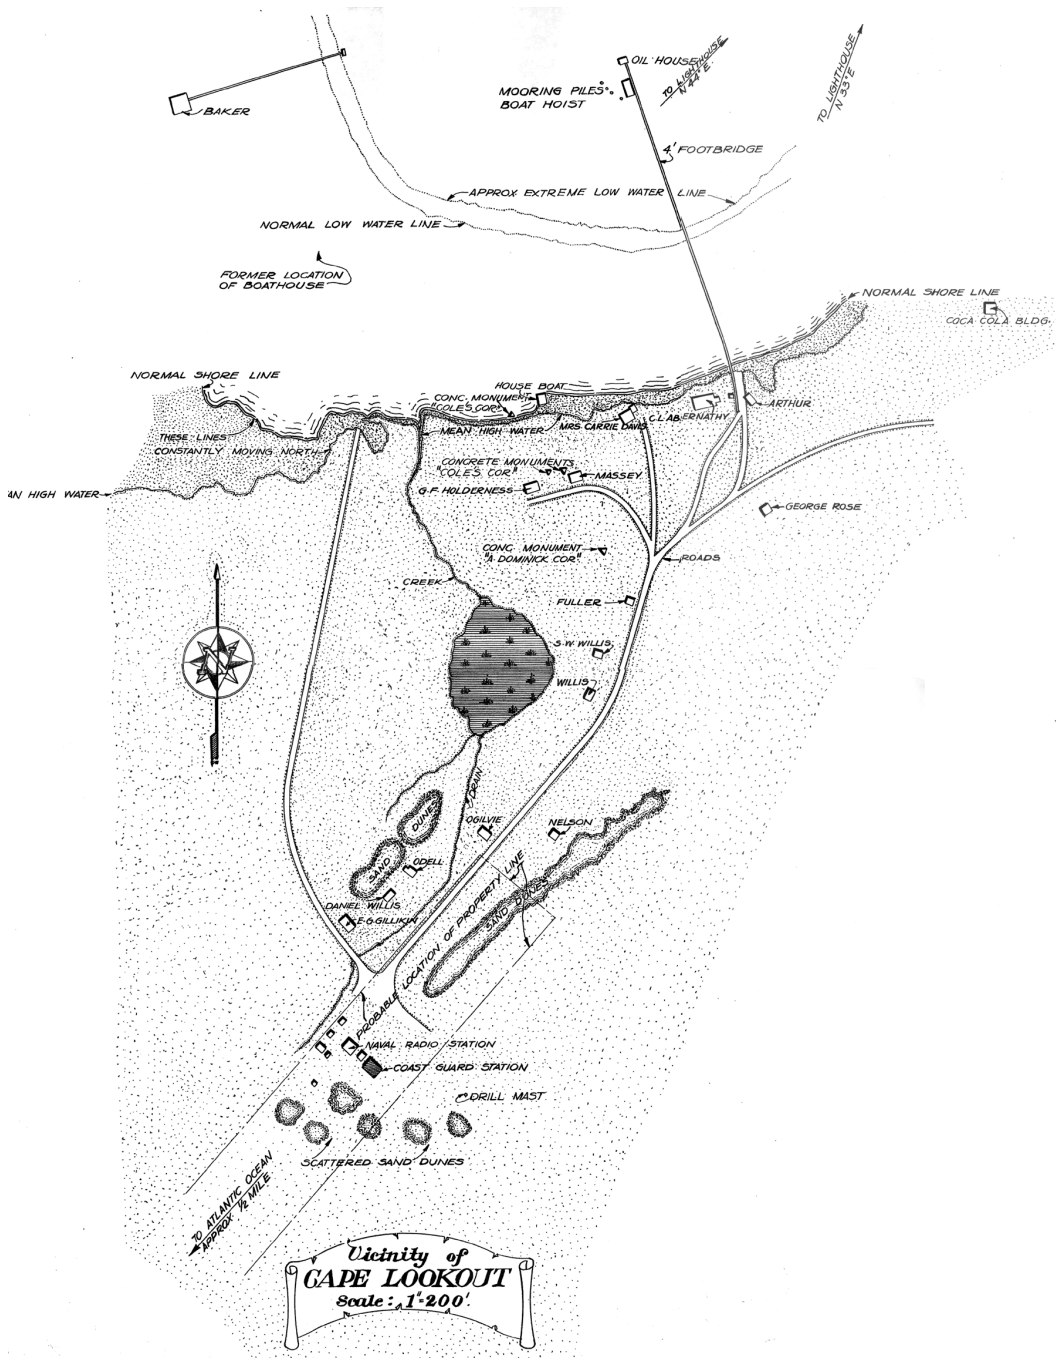 OIL HOUSE
TO LIGHTHOUSE
N 44° E.
TO LIGHTHOUSE
N 33° E
MOORING PILES
BOAT HOIST
BAKER
4' FOOTBRIDGE
APPROX EXTREME LOW WATER LINE
NORMAL LOW WATER LINE
FORMER LOCATION
OF BOATHOUSE
NORMAL SHORE LINE
COCA COLA BLDG.
NORMAL SHORE LINE
HOUSE BOAT
CONC. MONUMENT
"COLE'S COR."
C.L. ABERNATHY
ARTHUR
MRS. CARRIE DAVIS
MEAN HIGH WATER
THESE LINES
CONSTANTLY MOVING NORTH
CONCRETE MONUMENTS
"COLE'S COR."
MASSEY
G.F. HOLDERNESS
AN HIGH WATER
GEORGE ROSE
CONC. MONUMENT
"A DOMINICK COR"
ROADS
CREEK
FULLER
S.W. WILLIS
WILLIS
DRAIN
SAND DUNES
OGILVIE
NELSON
ODELL
DANIEL WILLIS
E.G. GILLIKIN
SAND DUNES
PROBABLE LOCATION OF PROPERTY LINE
NAVAL RADIO STATION
COAST GUARD STATION
DRILL MAST
SCATTERED SAND DUNES
TO ATLANTIC OCEAN
APPROX. 1/2 MILE
Vicinity of
CAPE LOOKOUT
Scale: 1"=200'.